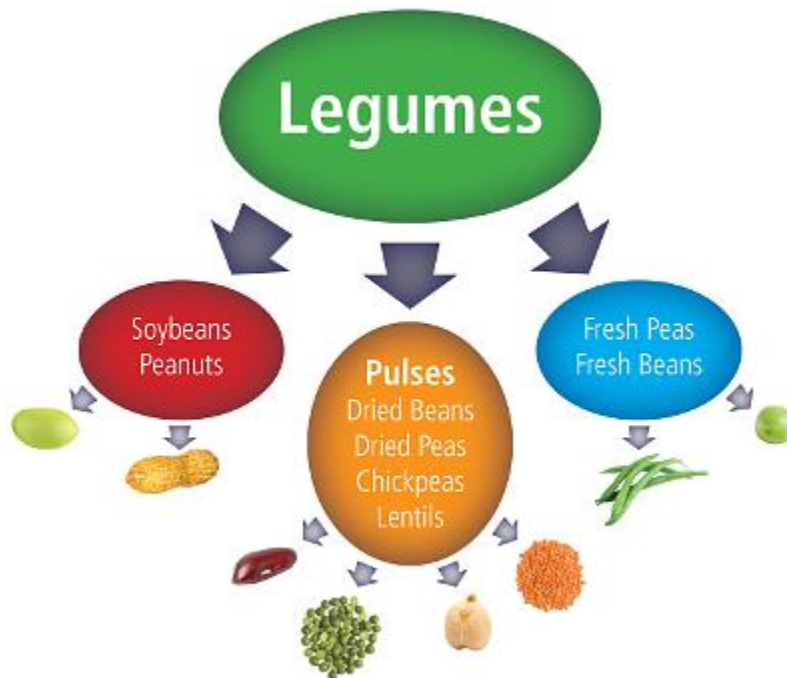 Legumes
Soybeans
Peanuts
Pulses
Dried Beans
Dried Peas
Chickpeas
Lentils
Fresh Peas
Fresh Beans